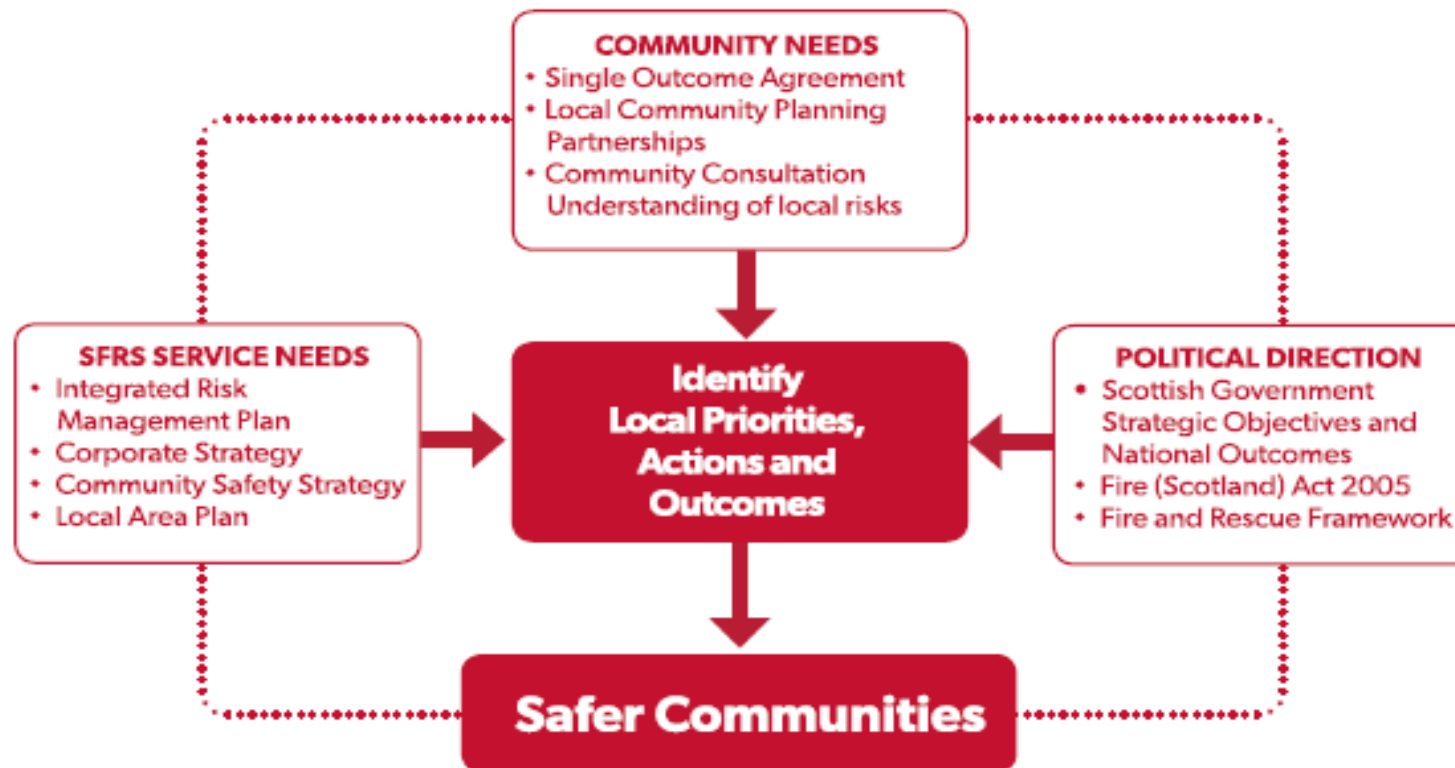 COMMUNITY NEEDS
• Single Outcome Agreement
• Local Community Planning
Partnerships
• Community Consultation
Understanding of local risks
SFRS SERVICE NEEDS
• Integrated Risk
Management Plan
• Corporate Strategy
• Community Safety Strategy
• Local Area Plan
Identify
Local Priorities,
Actions and
Outcomes
POLITICAL DIRECTION
• Scottish Government
Strategic Objectives and
National Outcomes
• Fire (Scotland) Act 2005
• Fire and Rescue Framework
Safer Communities